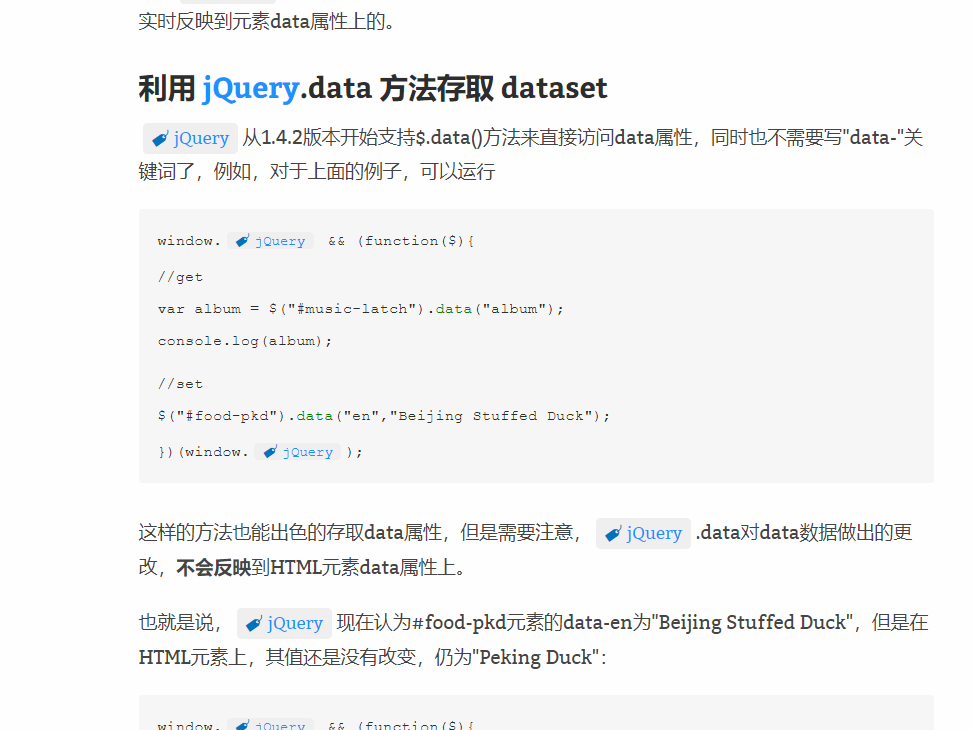 实时反映到元素data属性上的。
利用 jQuery.data 方法存取 dataset
jQuery 从1.4.2版本开始支持$.data()方法来直接访问data属性，同时也不需要写"data-"关
键词了，例如，对于上面的例子，可以运行
window. jQuery && (function($){
//get
var album = $("#music-latch").data("album");
console.log(album);
//set
$("#food-pkd").data("en","Beijing Stuffed Duck");
})(window. jQuery );
这样的方法也能出色的存取data属性，但是需要注意， jQuery .data对data数据做出的更
改，不会反映到HTML元素data属性上。
也就是说， jQuery 现在认为#food-pkd元素的data-en为"Beijing Stuffed Duck"，但是在
HTML元素上，其值还是没有改变，仍为"Peking Duck"：
window. jQuery && (function($){